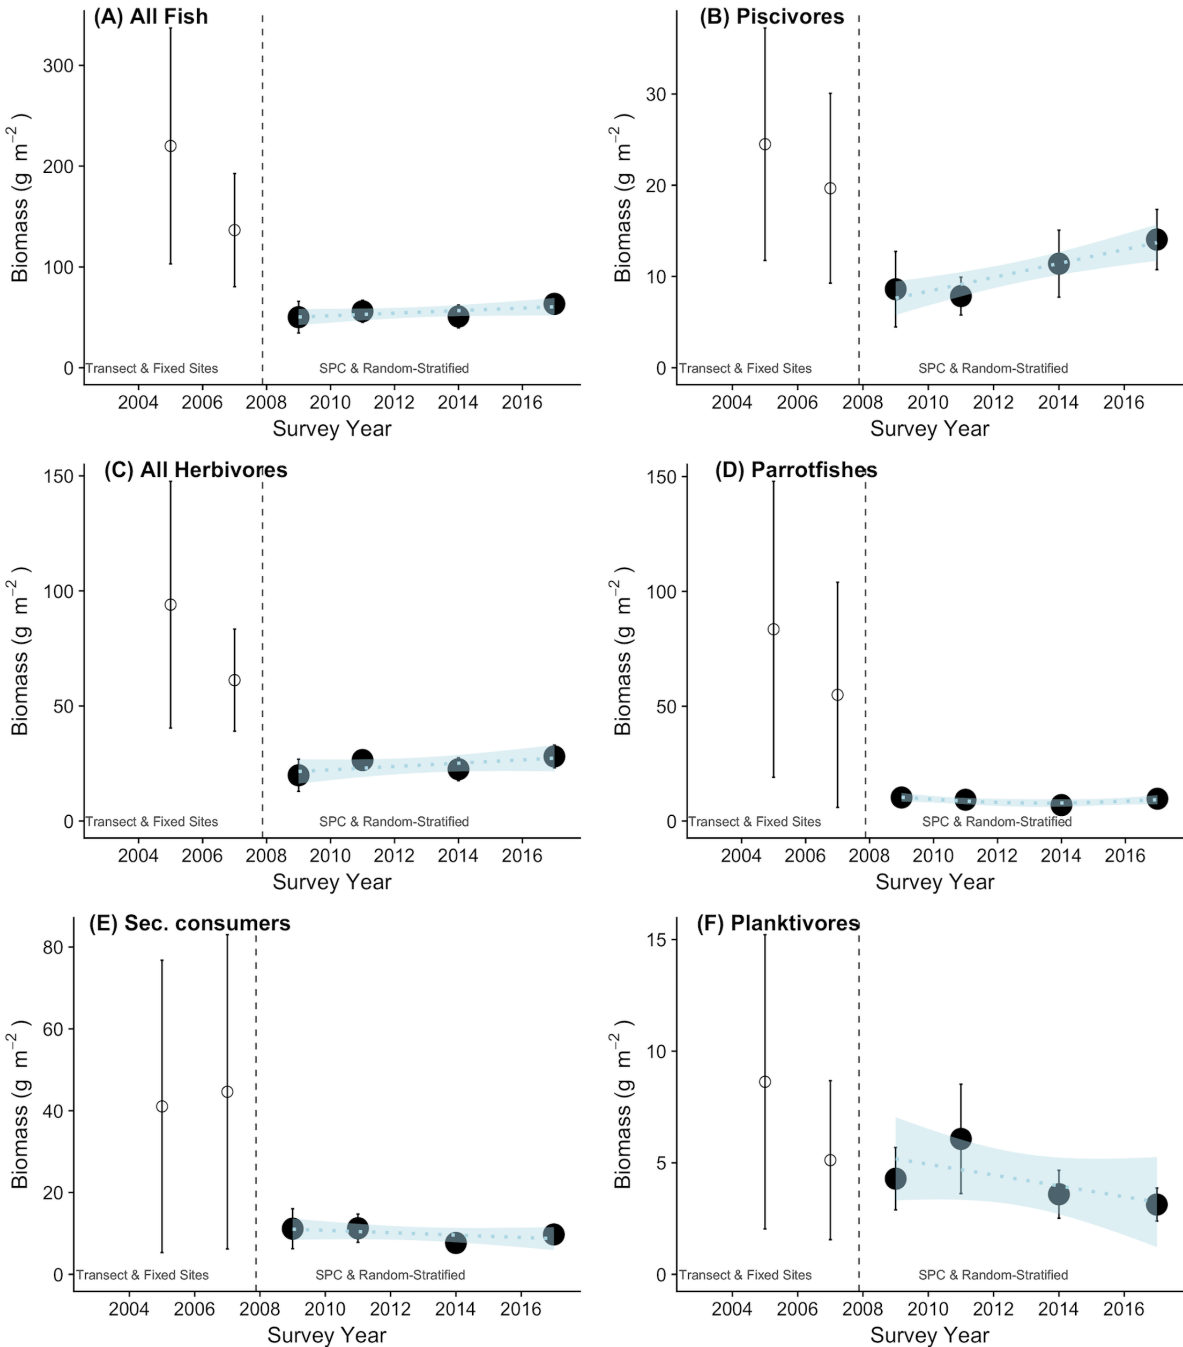 (A) All Fish
300
200
100
0
Biomass (g m−2 )
Transect & Fixed Sites
SPC & Random-Stratified
2004 2006 2008 2010 2012 2014 2016
Survey Year
(B) Piscivores
30
20
10
0
Biomass (g m−2 )
Transect & Fixed Sites
SPC & Random-Stratified
2004 2006 2008 2010 2012 2014 2016
Survey Year
(C) All Herbivores
150
100
50
0
Biomass (g m−2 )
Transect & Fixed Sites
SPC & Random-Stratified
2004 2006 2008 2010 2012 2014 2016
Survey Year
(D) Parrotfishes
150
100
50
0
Biomass (g m−2 )
Transect & Fixed Sites
SPC & Random-Stratified
2004 2006 2008 2010 2012 2014 2016
Survey Year
(E) Sec. consumers
80
60
40
20
0
Biomass (g m−2 )
Transect & Fixed Sites
SPC & Random-Stratified
2004 2006 2008 2010 2012 2014 2016
Survey Year
(F) Planktivores
15
10
5
0
Biomass (g m−2 )
Transect & Fixed Sites
SPC & Random-Stratified
2004 2006 2008 2010 2012 2014 2016
Survey Year